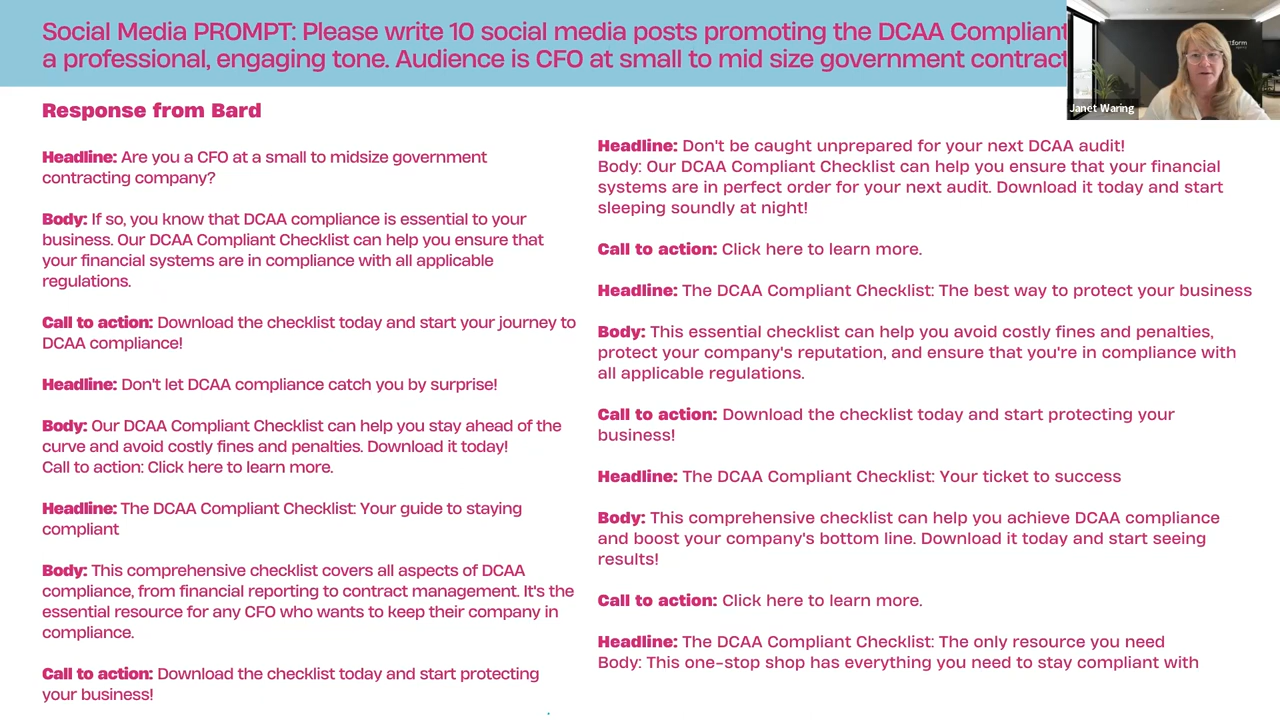 Social Media PROMPT: Please write 10 social media posts promoting the DCAA Compliant
a professional, engaging tone. Audience is CFO at small to mid size government
Janet Waring
Response from Bard
Headline: Are you a CFO at a small to midsize government
contracting company?
Body: If so, you know that DCAA compliance is essential to your
business. Our DCAA Compliant Checklist can help you ensure that
your financial systems are in compliance with all applicable
regulations.
Call to action: Download the checklist today and start your journey to
DCAA compliance!
Headline: Don't let DCAA compliance catch you by surprise!
Body: Our DCAA Compliant Checklist can help you stay ahead of the
curve and avoid costly fines and penalties. Download it today!
Call to action: Click here to learn more.
Headline: The DCAA Compliant Checklist: Your guide to staying
compliant
Body: This comprehensive checklist covers all aspects of DCAA
compliance, from financial reporting to contract management. It's the
essential resource for any CFO who wants to keep their company in
compliance.
Call to action: Download the checklist today and start protecting
your business!
Headline: Don't be caught unprepared for your next DCAA audit!
Body: Our DCAA Compliant Checklist can help you ensure that your financial
systems are in perfect order for your next audit. Download it today and start
sleeping soundly at night!
Call to action: Click here to learn more.
Headline: The DCAA Compliant Checklist: The best way to protect your business
Body: This essential checklist can help you avoid costly fines and penalties,
protect your company's reputation, and ensure that you're in compliance with
all applicable regulations.
Call to action: Download the checklist today and start protecting your
business!
Headline: The DCAA Compliant Checklist: Your ticket to success
Body: This comprehensive checklist can help you achieve DCAA compliance
and boost your company's bottom line. Download it today and start seeing
results!
Call to action: Click here to learn more.
Headline: The DCAA Compliant Checklist: The only resource you need
Body: This one-stop shop has everything you need to stay compliant with